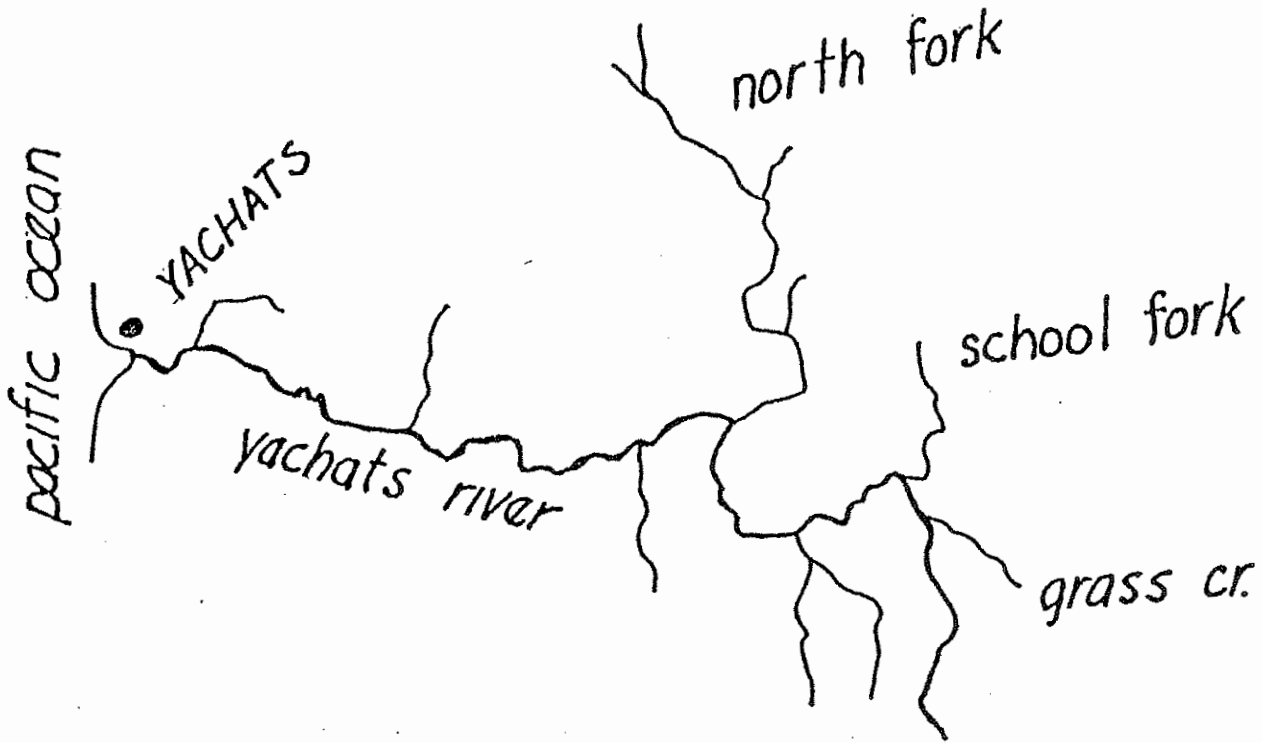 north fork
YACHATS
pacific ocean
school fork
yachats river
grass cr.